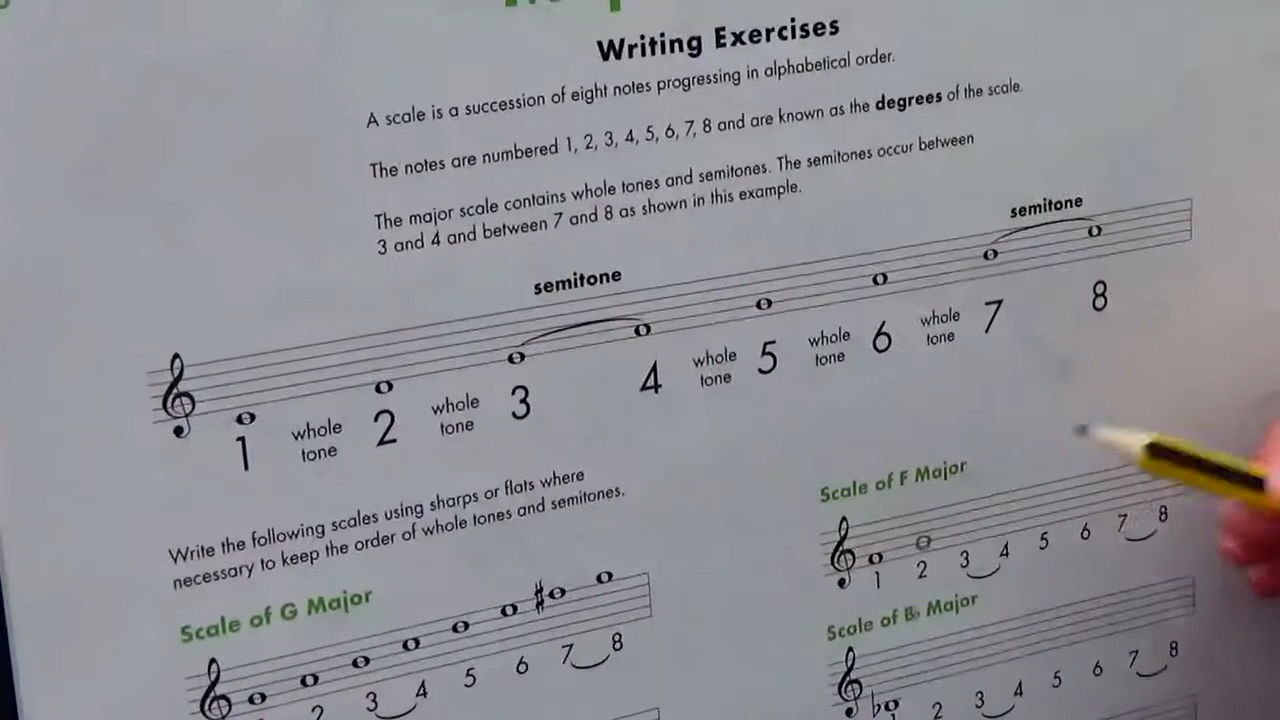 Writing Exercises
A scale is a succession of eight notes progressing in alphabetical order.
The notes are numbered 1, 2, 3, 4, 5, 6, 7, 8 and are known as the degrees of the scale.
The major scale contains whole tones and semitones. The semitones occur between
3 and 4 and between 7 and 8 as shown in this example.
semitone
semitone
1 whole tone 2 whole tone 3 4 whole tone 5 whole tone 6 whole tone 7 8
Write the following scales using sharps or flats where
necessary to keep the order of whole tones and semitones.
Scale of G Major
2 3 4 5 6 7 8
Scale of F Major
1 2 3 4 5 6 7 8
Scale of B♭ Major
1 2 3 4 5 6 7 8